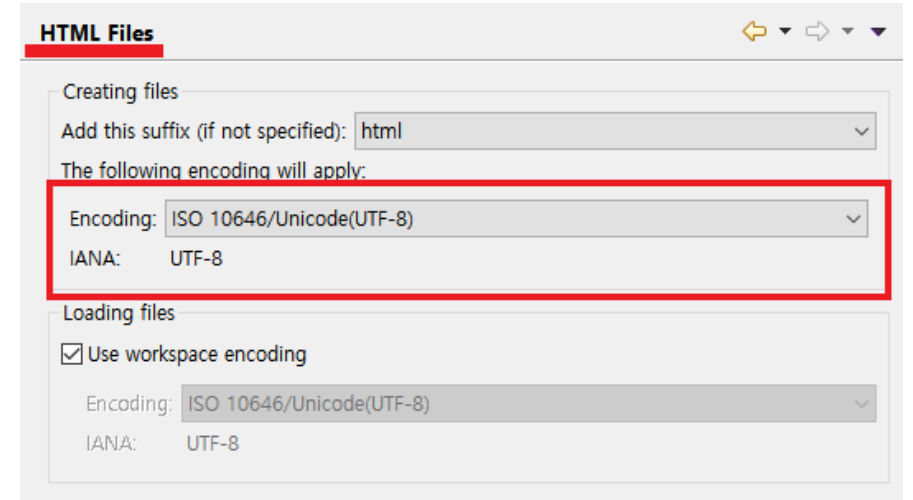 HTML Files
Creating files
Add this suffix (if not specified): html
The following encoding will apply:
Encoding: ISO 10646/Unicode(UTF-8)
IANA: UTF-8
Loading files
Use workspace encoding
Encoding: ISO 10646/Unicode(UTF-8)
IANA: UTF-8